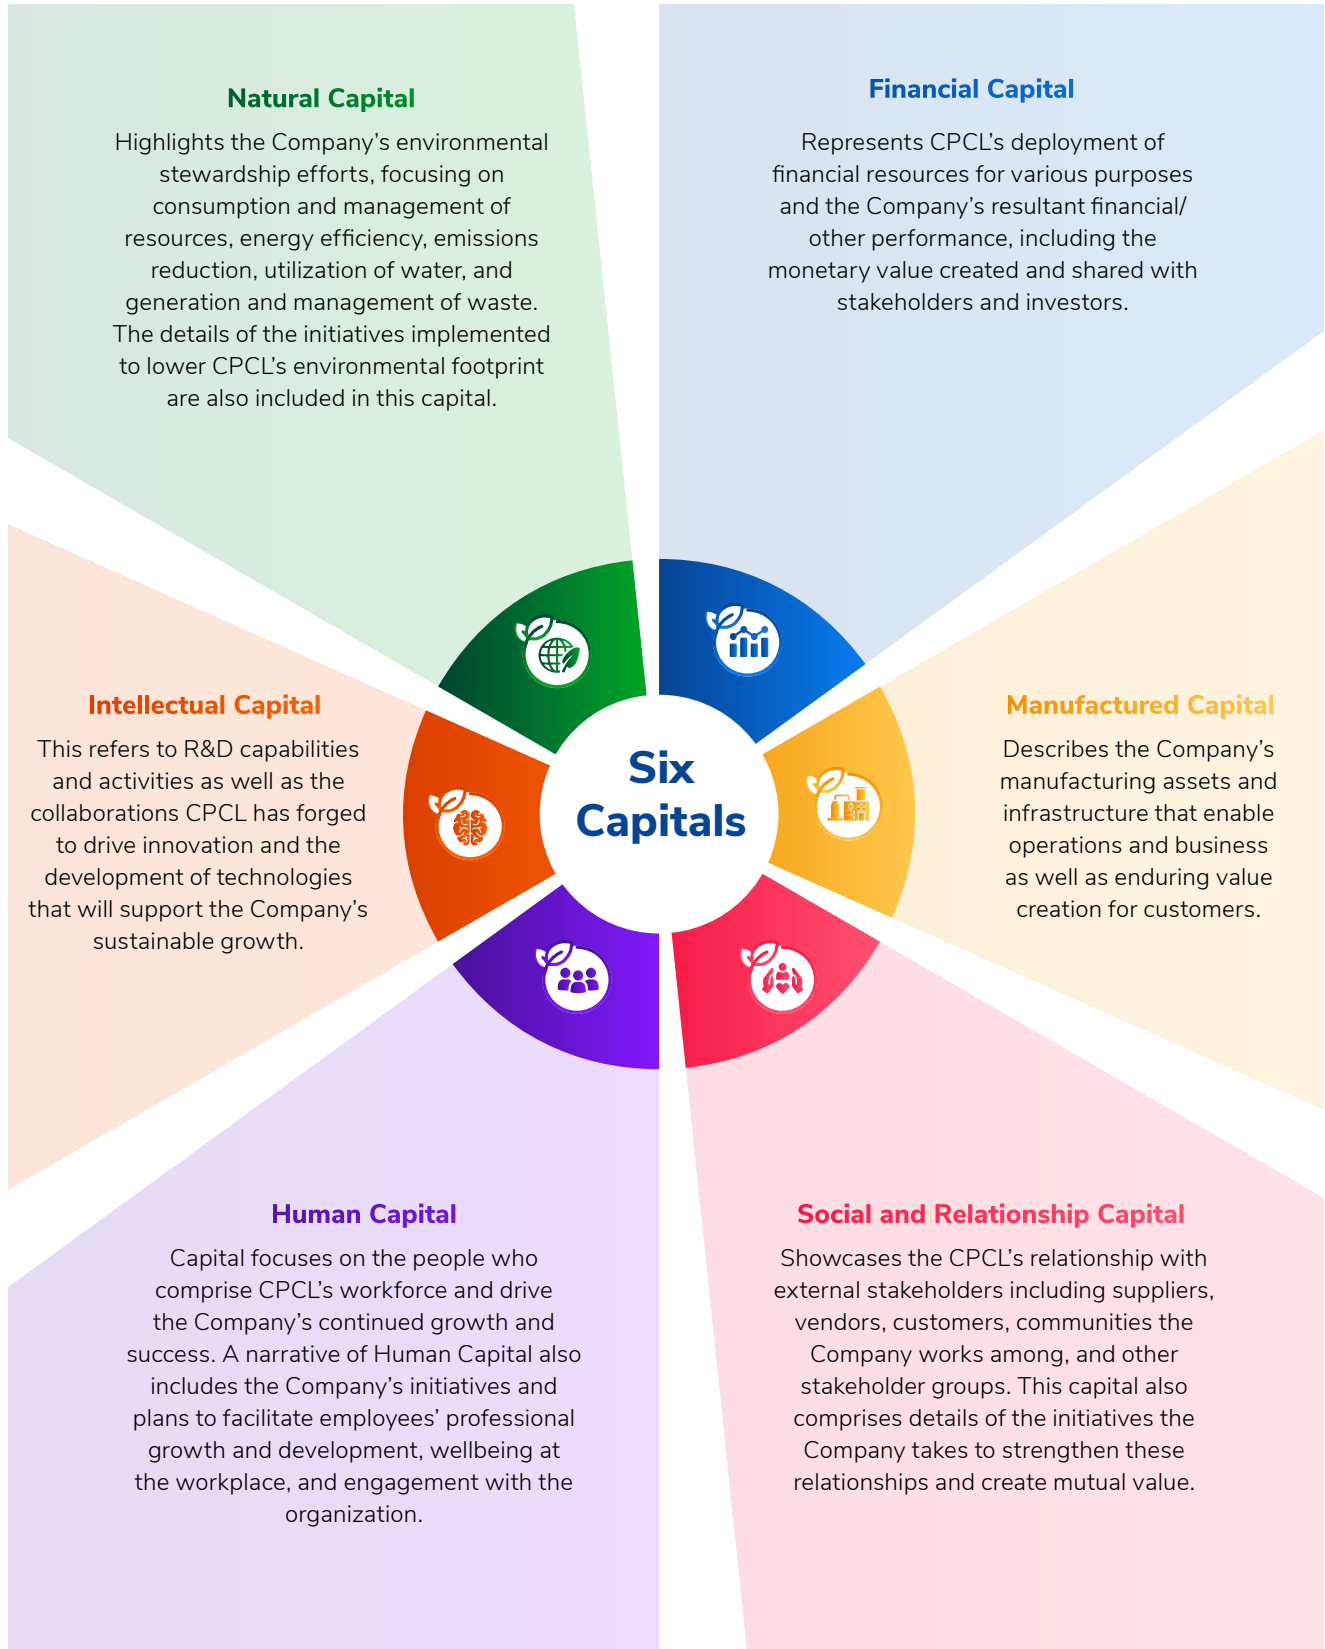 Natural Capital
Highlights the Company’s environmental
stewardship efforts, focusing on
consumption and management of
resources, energy efficiency, emissions
reduction, utilization of water, and
generation and management of waste.
The details of the initiatives implemented
to lower CPCL’s environmental footprint
are also included in this capital.
Financial Capital
Represents CPCL’s deployment of
financial resources for various purposes
and the Company’s resultant financial/
other performance, including the
monetary value created and shared with
stakeholders and investors.
Intellectual Capital
This refers to R&D capabilities
and activities as well as the
collaborations CPCL has forged
to drive innovation and the
development of technologies
that will support the Company’s
sustainable growth.
Six
Capitals
Manufactured Capital
Describes the Company’s
manufacturing assets and
infrastructure that enable
operations and business
as well as enduring value
creation for customers.
Human Capital
Capital focuses on the people who
comprise CPCL’s workforce and drive
the Company’s continued growth and
success. A narrative of Human Capital also
includes the Company’s initiatives and
plans to facilitate employees’ professional
growth and development, wellbeing at
the workplace, and engagement with the
organization.
Social and Relationship Capital
Showcases the CPCL’s relationship with
external stakeholders including suppliers,
vendors, customers, communities the
Company works among, and other
stakeholder groups. This capital also
comprises details of the initiatives the
Company takes to strengthen these
relationships and create mutual value.